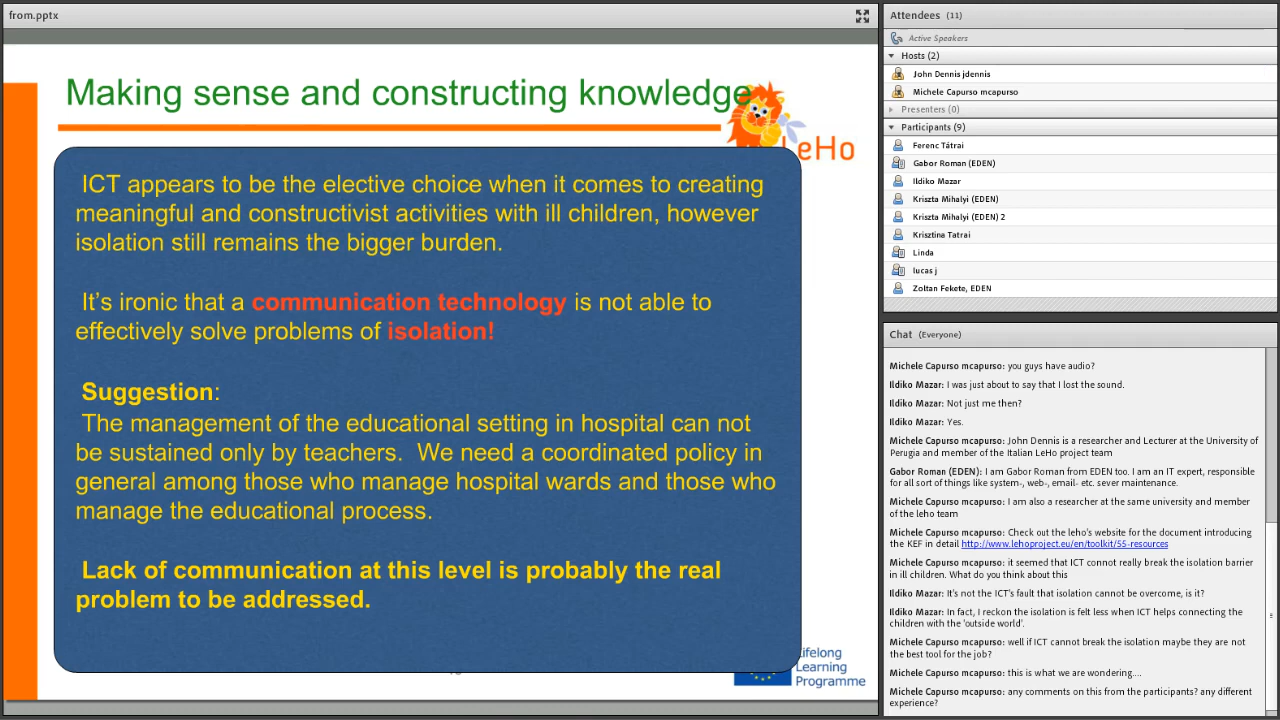 from.pptx
Making sense and constructing knowledge
eHo
ICT appears to be the elective choice when it comes to creating
meaningful and constructivist activities with ill children, however
isolation still remains the bigger burden.
It's ironic that a communication technology is not able to
effectively solve problems of isolation!
Suggestion:
The management of the educational setting in hospital can not
be sustained only by teachers. We need a coordinated policy in
general among those who manage hospital wards and those who
manage the educational process.
Lack of communication at this level is probably the real
problem to be addressed.
ifelong
Learning
Programme
Attendees (11)
Active Speakers
Hosts (2)
John Dennis jdennis
Michele Capurso mcapurso
Presenters (0)
Participants (9)
Ferenc Tátrai
Gabor Roman (EDEN)
Ildiko Mazar
Kriszta Mihalyi (EDEN)
Kriszta Mihalyi (EDEN) 2
Krisztina Tatrai
Linda
lucas j
Zoltan Fekete, EDEN
Chat (Everyone)
Michele Capurso mcapurso: you guys have audio?
Ildiko Mazar: I was just about to say that I lost the sound.
Ildiko Mazar: Not just me then?
Ildiko Mazar: Yes.
Michele Capurso mcapurso: John Dennis is a researcher and Lecturer at the University of
Perugia and member of the Italian LeHo project team
Gabor Roman (EDEN): I am Gabor Roman from EDEN too. I am an IT expert, responsible
for all sort of things like system-, web-, email- etc. sever maintenance.
Michele Capurso mcapurso: I am also a researcher at the same university and member
of the leho team
Michele Capurso mcapurso: Check out the leho's website for the document introducing
the KEF in detail http://www.lehoproject.eu/en/toolkit/55-resources
Michele Capurso mcapurso: it seemed that ICT cannot really break the isolation barrier
in ill children. What do you think about this
Ildiko Mazar: It's not the ICT's fault that isolation cannot be overcome, is it?
Ildiko Mazar: In fact, I reckon the isolation is felt less when ICT helps connecting the
children with the 'outside world'.
Michele Capurso mcapurso: well if ICT cannot break the isolation maybe they are not
the best tool for the job?
Michele Capurso mcapurso: this is what we are wondering....
Michele Capurso mcapurso: any comments on this from the participants? any different
experience?